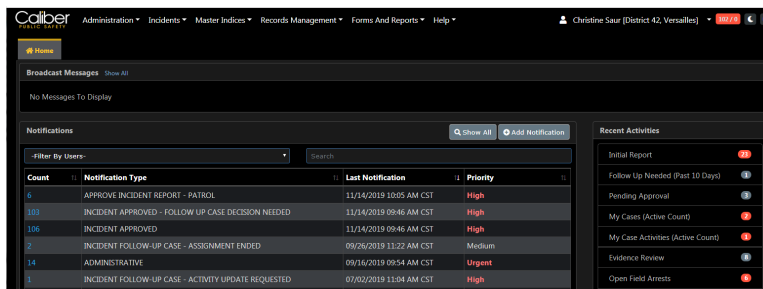 Caliber
PUBLIC SAFETY
Administration Incidents Master Indices Records Management Forms And Reports Help
Christine Saur [District 42, Versailles] 102 / 0
Home
Broadcast Messages Show All
No Messages To Display
Notifications Show All Add Notification
-Filter By Users- Search
Count Notification Type Last Notification Priority
6 APPROVE INCIDENT REPORT - PATROL 11/14/2019 10:05 AM CST High
103 INCIDENT APPROVED - FOLLOW UP CASE DECISION NEEDED 11/14/2019 09:46 AM CST High
106 INCIDENT APPROVED 11/14/2019 09:46 AM CST High
2 INCIDENT FOLLOW-UP CASE - ASSIGNMENT ENDED 09/26/2019 11:22 AM CST Medium
14 ADMINISTRATIVE 09/16/2019 09:54 AM CST Urgent
1 INCIDENT FOLLOW-UP CASE - ACTIVITY UPDATE REQUESTED 07/02/2019 11:04 AM CST High
Recent Activities
Initial Report 23
Follow Up Needed (Past 10 Days) 1
Pending Approval 3
My Cases (Active Count) 2
My Case Activities (Active Count) 1
Evidence Review 8
Open Field Arrests 6